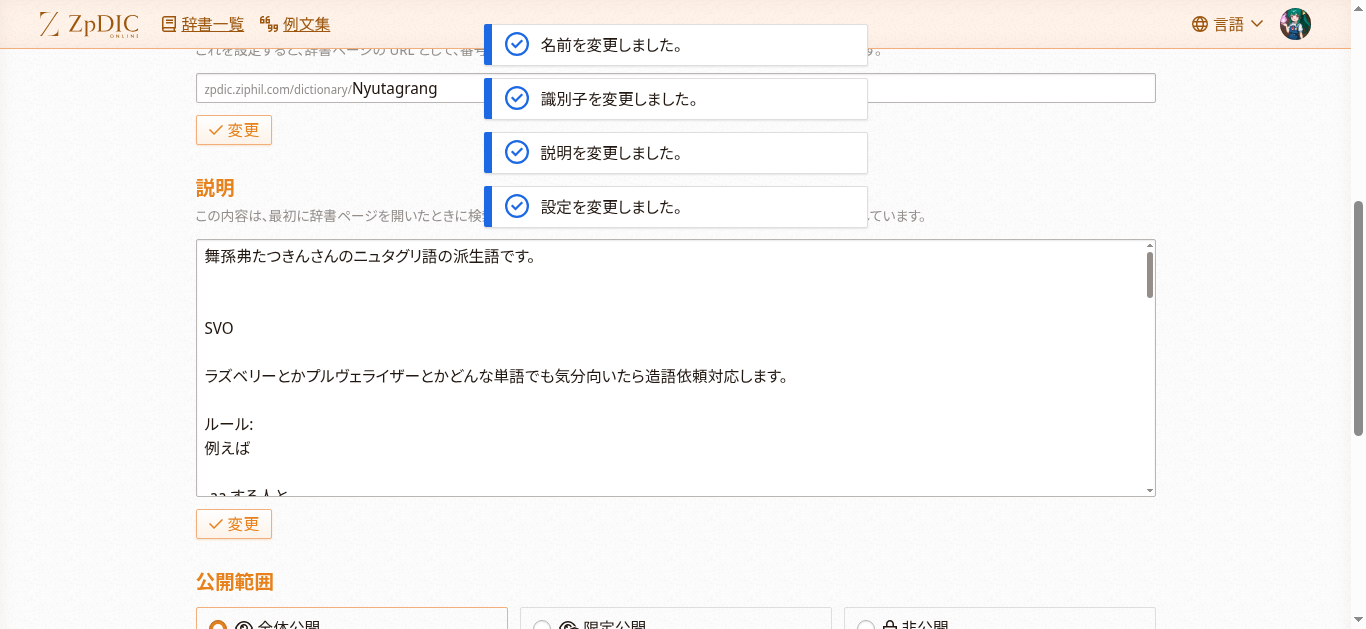 ZpDIC
ONLINE
辞書一覧
例文集
言語
名前を変更しました。
これを設定すると、辞書ページの URL として、番号
す。
識別子を変更しました。
zpdic.ziphil.com/dictionary/Nyutagrang
変更
説明を変更しました。
説明
設定を変更しました。
この内容は、最初に辞書ページを開いたときに検
ています。
舞孫弗たつきんさんのニュタグリ語の派生語です。
SVO
ラズベリーとかプルヴェライザーとかどんな単語でも気分向いたら造語依頼対応します。
ルール:
例えば
-aa する人と
変更
公開範囲
全体公開
限定公開
非公開